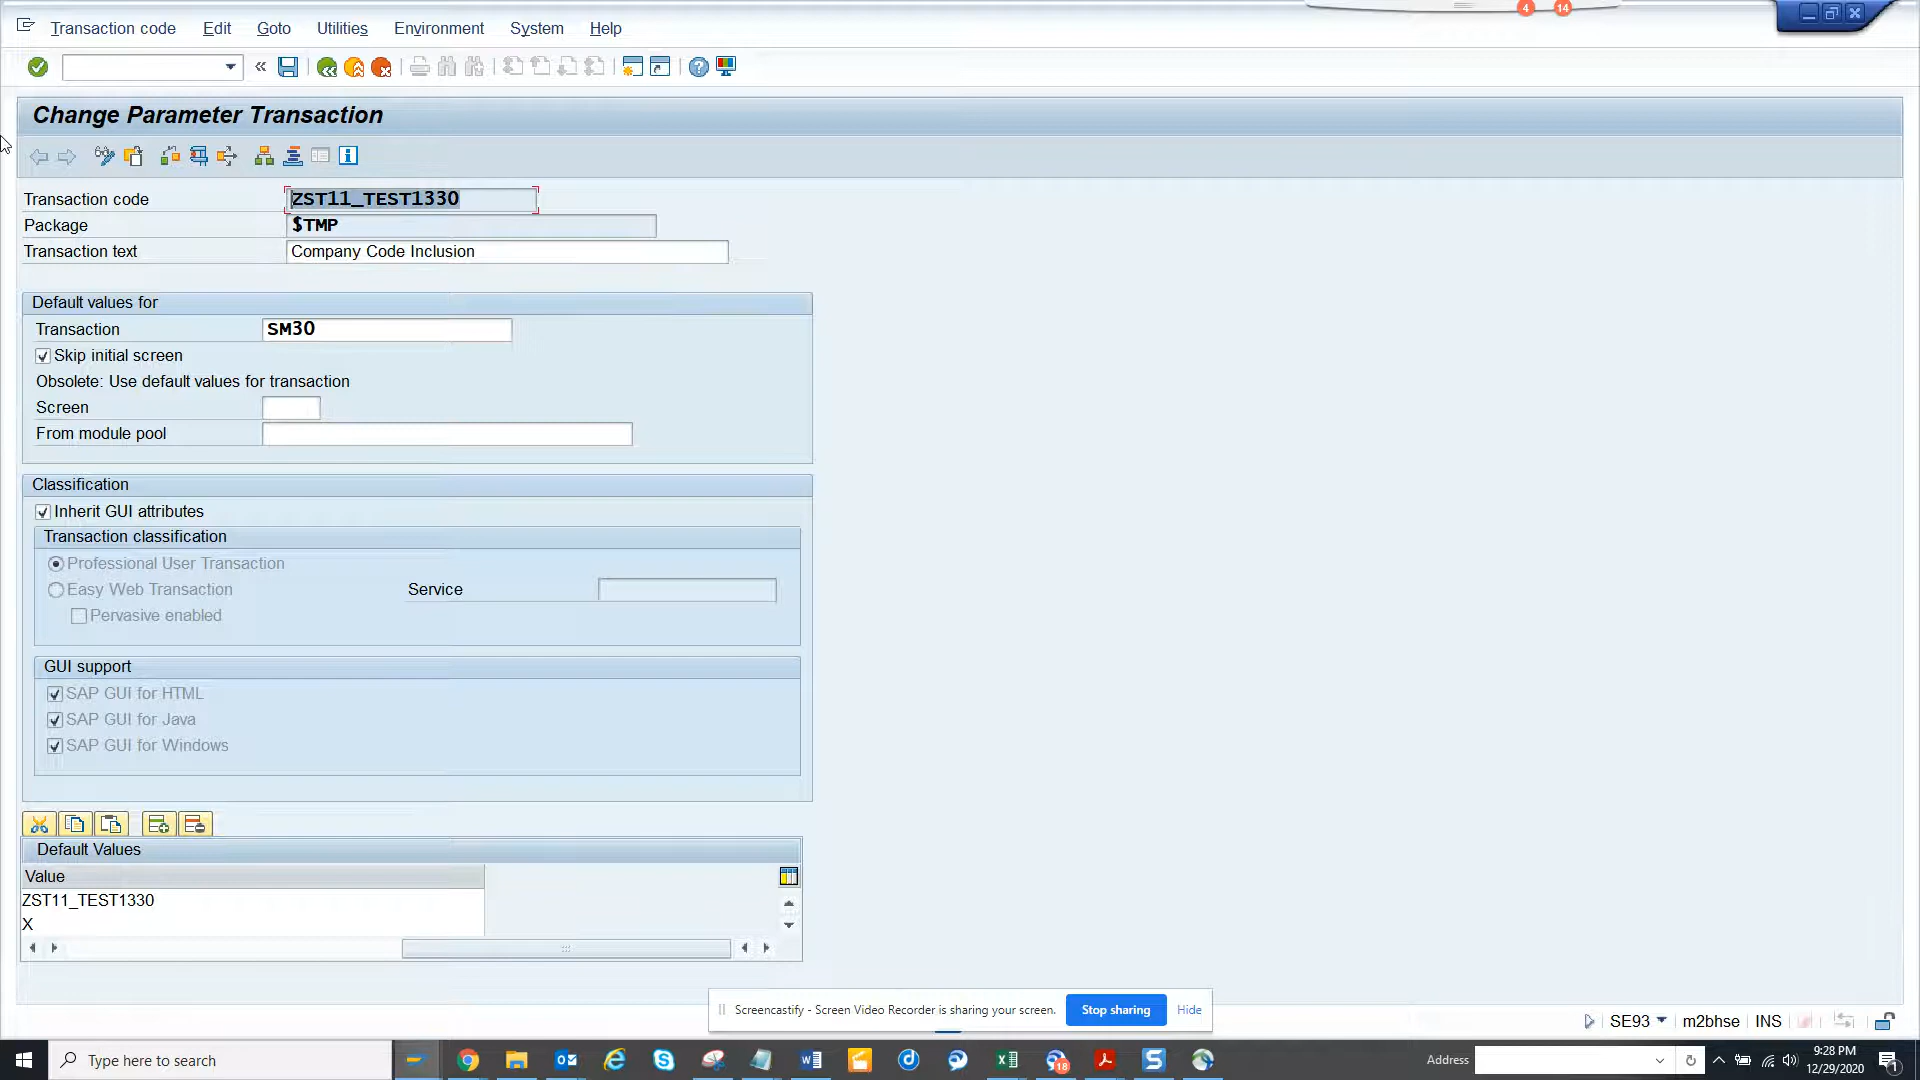 4 14
Transaction code Edit Goto Utilities Environment System Help
Change Parameter Transaction
Transaction code ZST11_TEST1330
Package $TMP
Transaction text Company Code Inclusion
Default values for
Transaction SM30
Skip initial screen
Obsolete: Use default values for transaction
Screen
From module pool
Classification
Inherit GUI attributes
Transaction classification
Professional User Transaction
Easy Web Transaction Service
Pervasive enabled
GUI support
SAP GUI for HTML
SAP GUI for Java
SAP GUI for Windows
Default Values
Value
ZST11_TEST1330
X
Screencastify - Screen Video Recorder is sharing your screen. Stop sharing Hide
SE93 m2bhse INS
Type here to search 18 Address 9:28 PM
12/29/2020 1